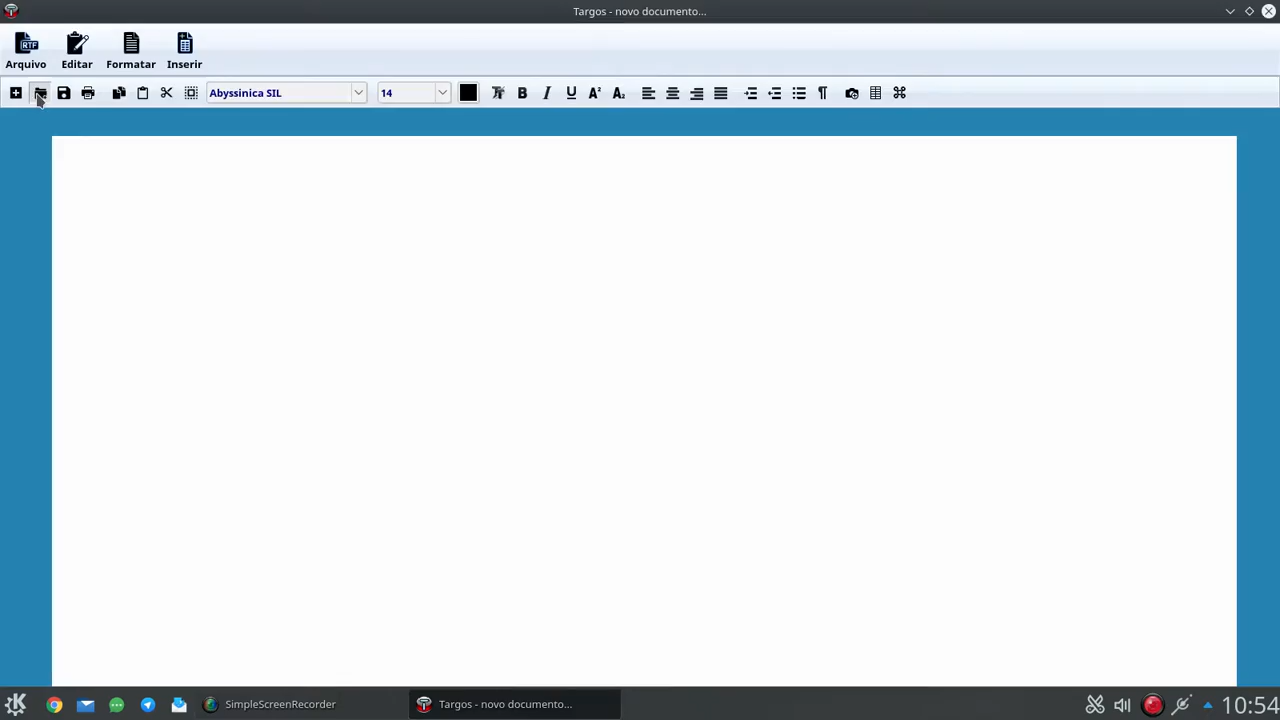 Targos - novo documento...
RTF
Arquivo
Editar
Formatar
Inserir
Abyssinica SIL
14
SimpleScreenRecorder
Targos - novo documento...
10:54